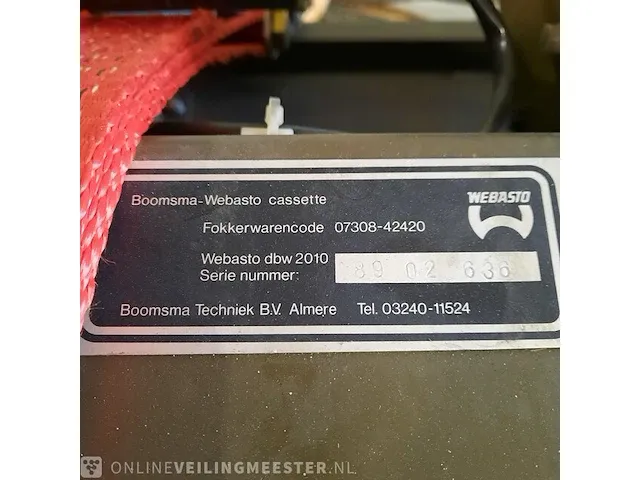 Boomsma-Webasto cassette
WEBASTO
Fokkerwarencode 07308-42420
Webasto dbw 2010
Serie nummer: 89 02 636
Boomsma Techniek B.V. Almere Tel. 03240-11524
ONLINEVEILINGMEESTER.NL